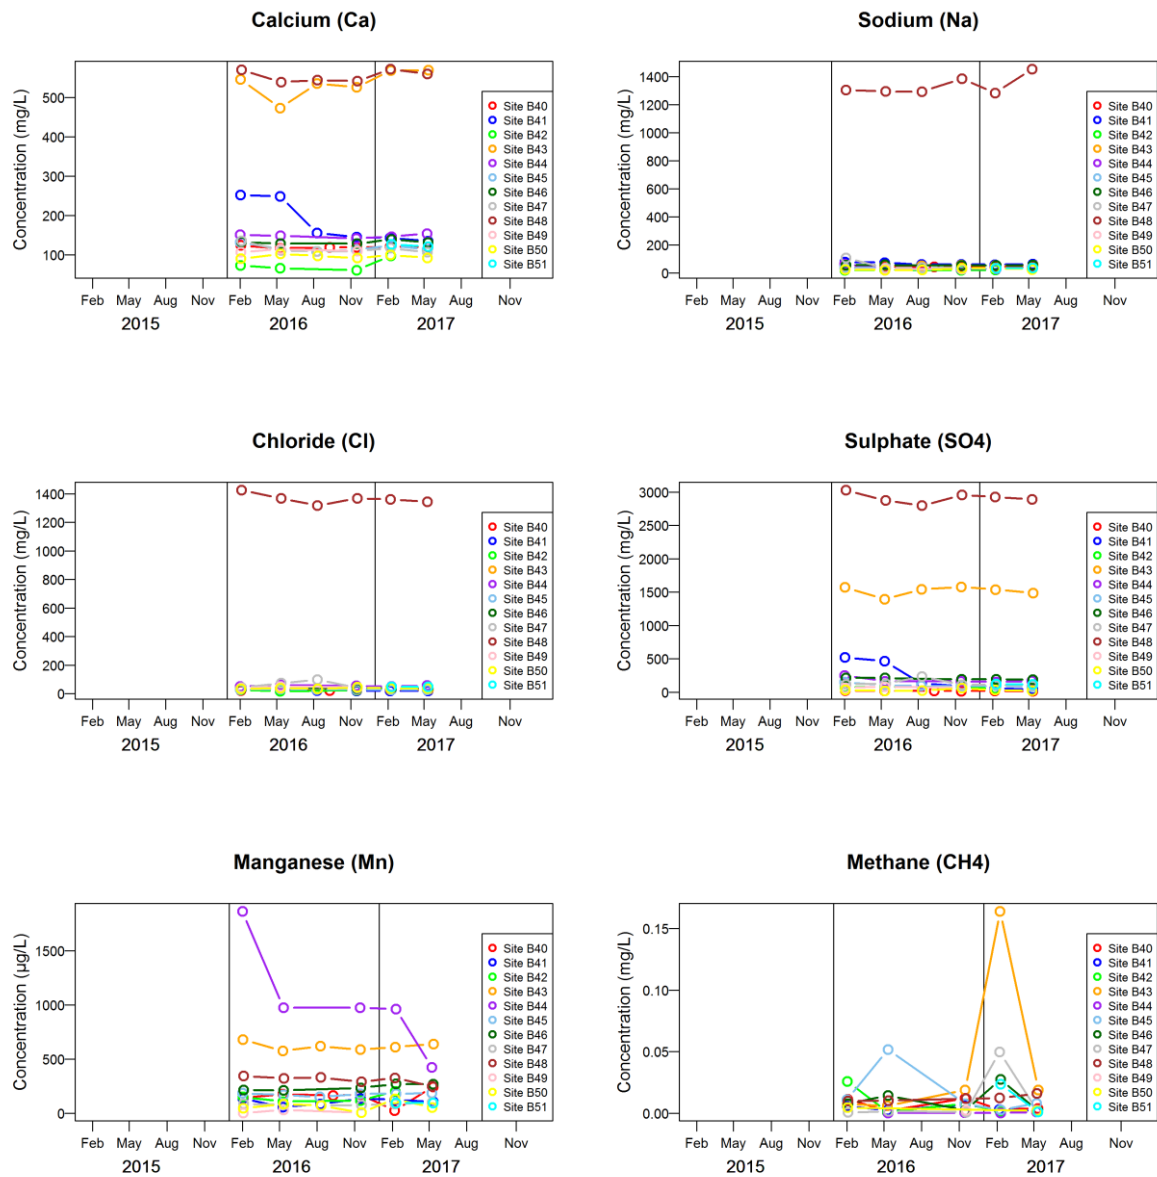 Calcium (Ca)
Concentration (mg/L)
500
400
300
200
100
Site B40
Site B41
Site B42
Site B43
Site B44
Site B45
Site B46
Site B47
Site B48
Site B49
Site B50
Site B51
Feb May Aug Nov Feb May Aug Nov Feb May Aug Nov
2015 2016 2017
Sodium (Na)
Concentration (mg/L)
1400
1200
1000
800
600
400
200
0
Site B40
Site B41
Site B42
Site B43
Site B44
Site B45
Site B46
Site B47
Site B48
Site B49
Site B50
Site B51
Feb May Aug Nov Feb May Aug Nov Feb May Aug Nov
2015 2016 2017
Chloride (Cl)
Concentration (mg/L)
1400
1200
1000
800
600
400
200
0
Site B40
Site B41
Site B42
Site B43
Site B44
Site B45
Site B46
Site B47
Site B48
Site B49
Site B50
Site B51
Feb May Aug Nov Feb May Aug Nov Feb May Aug Nov
2015 2016 2017
Sulphate (SO4)
Concentration (mg/L)
3000
2500
2000
1500
1000
500
0
Site B40
Site B41
Site B42
Site B43
Site B44
Site B45
Site B46
Site B47
Site B48
Site B49
Site B50
Site B51
Feb May Aug Nov Feb May Aug Nov Feb May Aug Nov
2015 2016 2017
Manganese (Mn)
Concentration (µg/L)
1500
1000
500
0
Site B40
Site B41
Site B42
Site B43
Site B44
Site B45
Site B46
Site B47
Site B48
Site B49
Site B50
Site B51
Feb May Aug Nov Feb May Aug Nov Feb May Aug Nov
2015 2016 2017
Methane (CH4)
Concentration (mg/L)
0.15
0.10
0.05
0.00
Site B40
Site B41
Site B42
Site B43
Site B44
Site B45
Site B46
Site B47
Site B48
Site B49
Site B50
Site B51
Feb May Aug Nov Feb May Aug Nov Feb May Aug Nov
2015 2016 2017